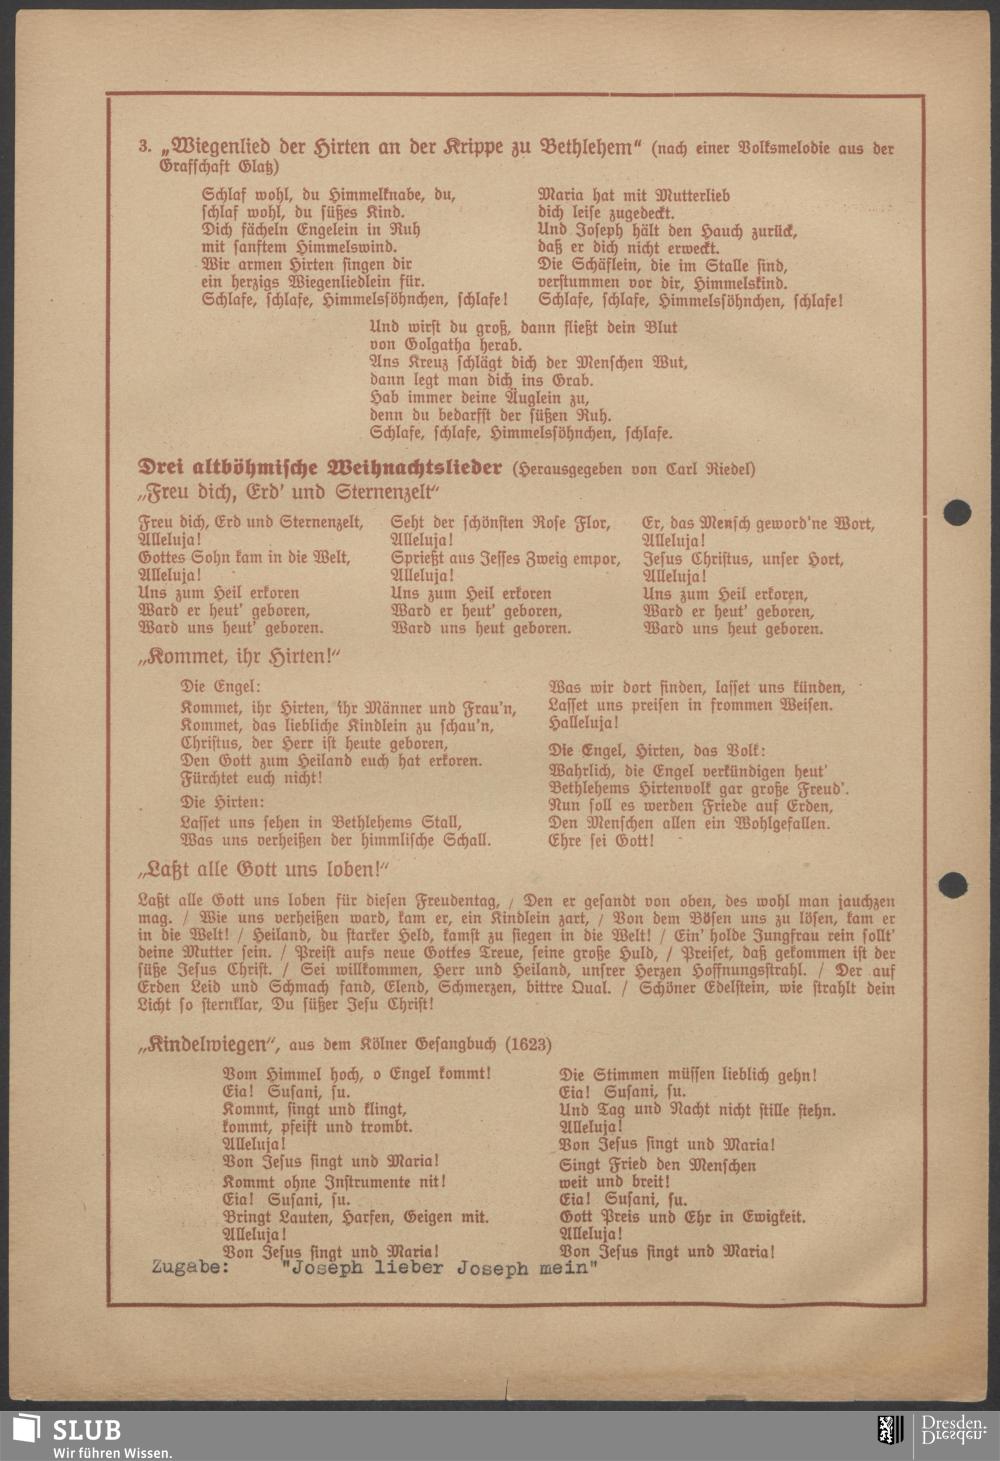 3. „Wiegenlied der Hirten an der Krippe zu Bethlehem“ (nach einer Volksmelodie aus der
Grafschaft Glatz)
Schlaf wohl, du Himmelknabe, du,
schlaf wohl, du süßes Kind.
Dich fächeln Engelein in Ruh
mit sanftem Himmelswind.
Wir armen Hirten singen dir
ein herzigs Wiegenliedlein für.
Schlafe, schlafe, Himmelssöhnchen, schlafe!
Maria hat mit Mutterlieb
dich leise zugedeckt.
Und Joseph hält den Hauch zurück,
daß er dich nicht erweckt.
Die Schäflein, die im Stalle sind,
verstummen vor dir, Himmelskind.
Schlafe, schlafe, Himmelssöhnchen, schlafe!
Und wirst du groß, dann fließt dein Blut
von Golgatha herab.
Ans Kreuz schlägt dich der Menschen Wut,
dann legt man dich ins Grab.
Hab immer deine Äuglein zu,
denn du bedarfst der süßen Ruh.
Schlafe, schlafe, Himmelssöhnchen, schlafe.
Drei altböhmische Weihnachtslieder (Herausgegeben von Carl Riedel)
„Freu dich, Erd' und Sternenzelt“
Freu dich, Erd und Sternenzelt,
Alleluja!
Gottes Sohn kam in die Welt,
Alleluja!
Uns zum Heil erkoren
Ward er heut' geboren,
Ward uns heut' geboren.
Seht der schönsten Rose Flor,
Alleluja!
Sprießt aus Jesses Zweig empor,
Alleluja!
Uns zum Heil erkoren
Ward er heut' geboren,
Ward uns heut geboren.
Er, das Mensch geword'ne Wort,
Alleluja!
Jesus Christus, unser Hort,
Alleluja!
Uns zum Heil erkoren,
Ward er heut' geboren,
Ward uns heut geboren.
„Kommet, ihr Hirten!“
Die Engel:
Kommet, ihr Hirten, ihr Männer und Frau'n,
Kommet, das liebliche Kindlein zu schau'n,
Christus, der Herr ist heute geboren,
Den Gott zum Heiland euch hat erkoren.
Fürchtet euch nicht!
Die Hirten:
Lasset uns sehen in Bethlehems Stall,
Was uns verheißen der himmlische Schall.
Was wir dort finden, lasset uns künden,
Lasset uns preisen in frommen Weisen.
Halleluja!
Die Engel, Hirten, das Volk:
Wahrlich, die Engel verkündigen heut'
Bethlehems Hirtenvolk gar große Freud'.
Nun soll es werden Friede auf Erden,
Den Menschen allen ein Wohlgefallen.
Ehre sei Gott!
„Laßt alle Gott uns loben!“
Laßt alle Gott uns loben für diesen Freudentag, / Den er gesandt von oben, des wohl man jauchzen
mag. / Wie uns verheißen ward, kam er, ein Kindlein zart, / Von dem Bösen uns zu lösen, kam er
in die Welt! / Heiland, du starker Held, kamst zu siegen in die Welt! / Ein' holde Jungfrau rein sollt'
deine Mutter sein. / Preist aufs neue Gottes Treue, seine große Huld, / Preiset, daß gekommen ist der
süße Jesus Christ. / Sei willkommen, Herr und Heiland, unsrer Herzen Hoffnungsstrahl. / Der auf
Erden Leid und Schmach fand, Elend, Schmerzen, bittre Qual. / Schöner Edelstein, wie strahlt dein
Licht so sternklar, Du süßer Jesu Christ!
„Kindelwiegen“, aus dem Kölner Gesangbuch (1623)
Vom Himmel hoch, o Engel kommt!
Eia! Susani, su.
Kommt, singt und klingt,
kommt, pfeift und trombt.
Alleluja!
Von Jesus singt und Maria!
Kommt ohne Instrumente nit!
Eia! Susani, su.
Bringt Lauten, Harfen, Geigen mit.
Alleluja!
Von Jesus singt und Maria!
Die Stimmen müssen lieblich gehn!
Eia! Susani, su.
Und Tag und Nacht nicht stille stehn.
Alleluja!
Von Jesus singt und Maria!
Singt Fried den Menschen
weit und breit!
Eia! Susani, su.
Gott Preis und Ehr in Ewigkeit.
Alleluja!
Von Jesus singt und Maria!
Zugabe: "Joseph lieber Joseph mein"
SLUB
Wir führen Wissen.
Dresden.
Dresden.